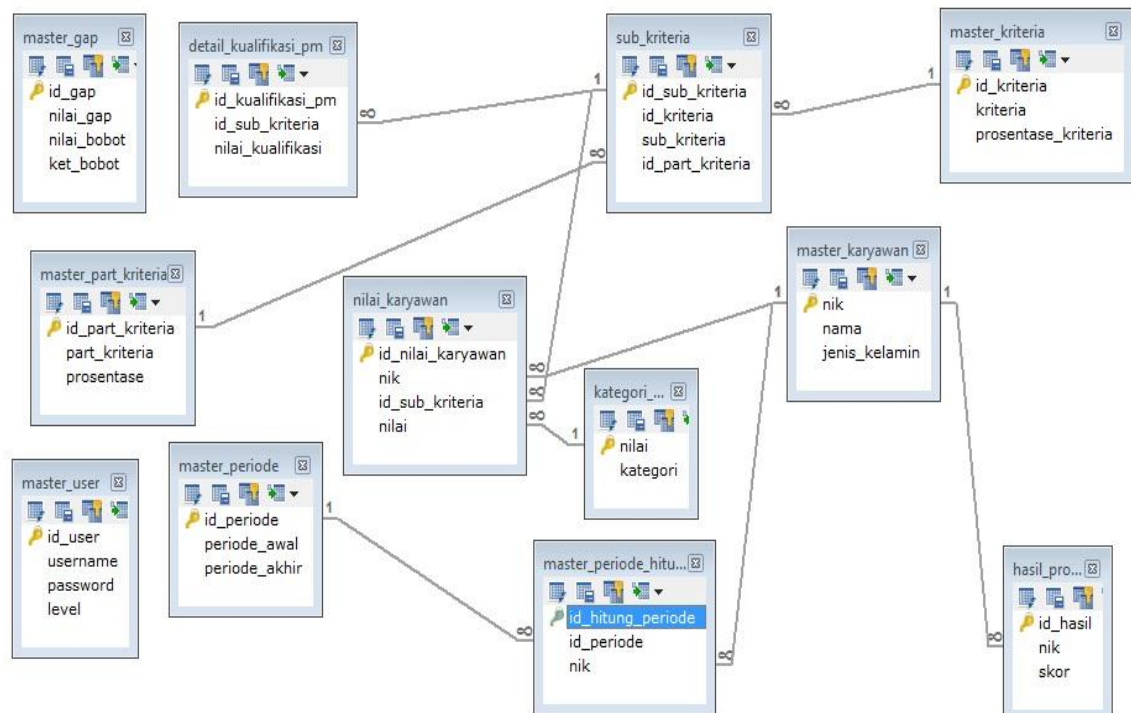 master_gap
id_gap
nilai_gap
nilai_bobot
ket_bobot
detail_kualifikasi_pm
id_kualifikasi_pm
id_sub_kriteria
nilai_kualifikasi
sub_kriteria
id_sub_kriteria
id_kriteria
sub_kriteria
id_part_kriteria
master_kriteria
id_kriteria
kriteria
prosentase_kriteria
1
∞
1
∞
∞
master_part_kriteria
id_part_kriteria
part_kriteria
prosentase
1
nilai_karyawan
id_nilai_karyawan
nik
id_sub_kriteria
nilai
∞
∞
∞
kategori_...
nilai
kategori
1
master_karyawan
nik
nama
jenis_kelamin
1
1
master_user
id_user
username
password
level
master_periode
id_periode
periode_awal
periode_akhir
1
master_periode_hitu...
id_hitung_periode
id_periode
nik
∞
∞
hasil_pro...
id_hasil
nik
skor
∞